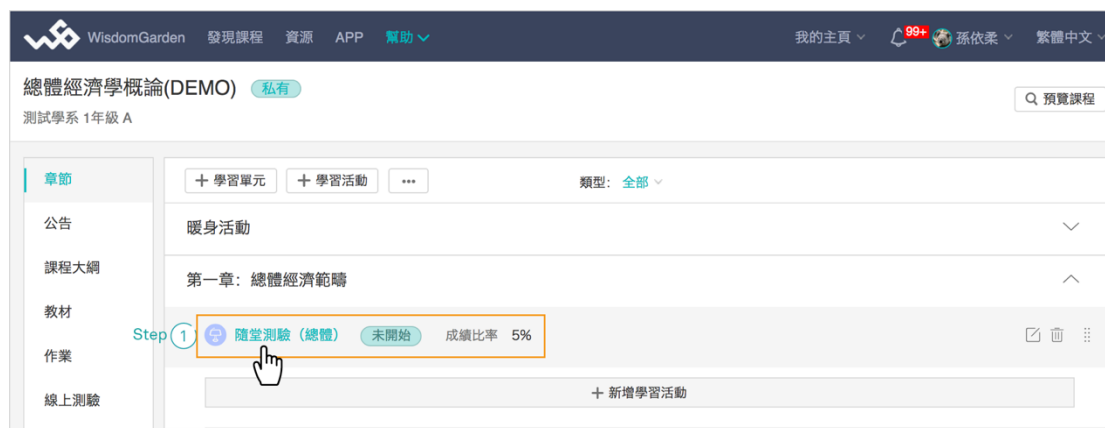 WisdomGarden 發現課程 資源 APP 幫助 我的主頁 99+ 孫依柔 繁體中文
總體經濟學概論(DEMO) 私有
測試學系 1年級 A
預覽課程
章節
公告
課程大綱
教材
作業
線上測驗
+ 學習單元 + 學習活動 ••• 類型: 全部
暖身活動
第一章: 總體經濟範疇
Step 1 隨堂測驗（總體） 未開始 成績比率 5%
+ 新增學習活動